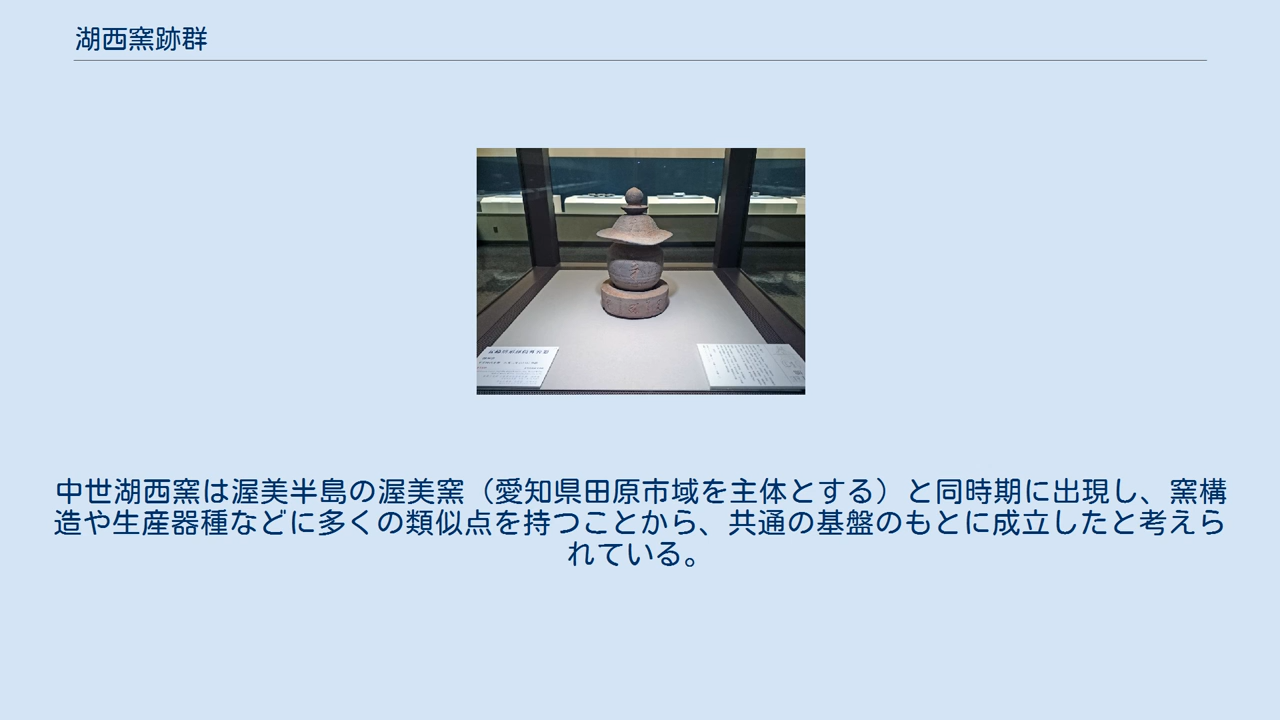 湖西窯跡群
中世湖西窯は渥美半島の渥美窯（愛知県田原市域を主体とする）と同時期に出現し、窯構
造や生産器種などに多くの類似点を持つことから、共通の基盤のもとに成立したと考えら
れている。